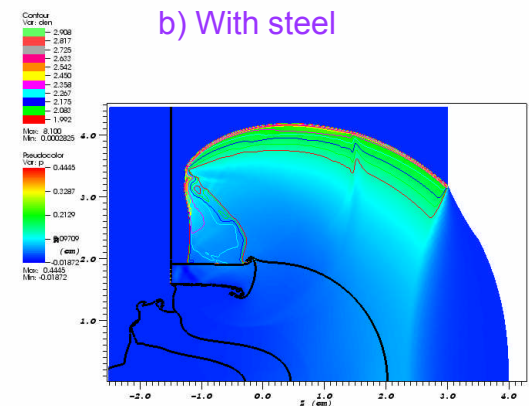 b) With steel
Contour
Var: den
2.908
2.817
2.725
2.633
2.542
2.450
2.358
2.267
2.175
2.083
1.992
Max: 8.100
Min: 0.0002825
Pseudocolor
Var: p
0.4445
0.3287
0.2129
0.09709
-0.01872
Max: 0.4445
Min: -0.01872
R
(cm)
4.0
3.0
2.0
1.0
-2.0 -1.0 0.0 1.0 2.0 3.0 4.0
Z (cm)